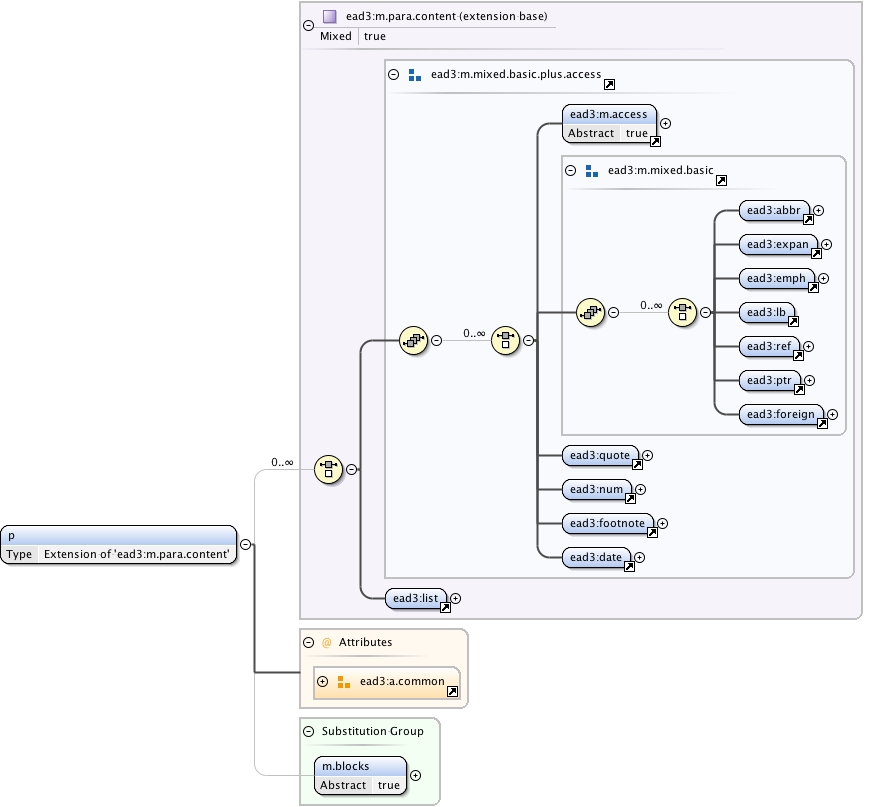 ead3:m.para.content (extension base)
Mixed true
ead3:m.mixed.basic.plus.access
ead3:m.access
Abstract true
ead3:m.mixed.basic
ead3:abbr
ead3:expan
ead3:emph
0..∞
ead3:lb
0..∞
ead3:ref
ead3:ptr
ead3:foreign
ead3:quote
0..∞
ead3:num
ead3:footnote
p
Type Extension of 'ead3:m.para.content'
ead3:date
ead3:list
@ Attributes
ead3:a.common
Substitution Group
m.blocks
Abstract true